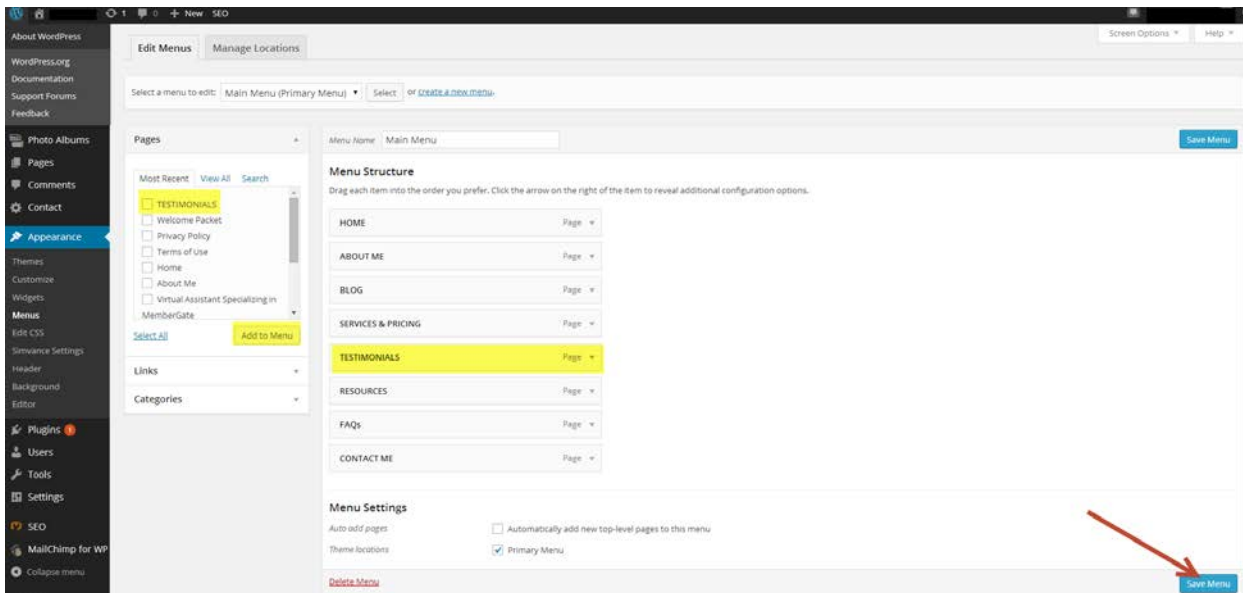 1 0 + New SEO
About WordPress
WordPress.org
Documentation
Support Forums
Feedback
Photo Albums
Pages
Comments
Contact
Appearance
Themes
Customize
Widgets
Menus
Edit CSS
Simvance Settings
Header
Background
Editor
Plugins 1
Users
Tools
Settings
SEO
MailChimp for WP
Collapse menu
Screen Options Help
Edit Menus Manage Locations
Select a menu to edit: Main Menu (Primary Menu) Select or create a new menu.
Pages
Most Recent View All Search
TESTIMONIALS
Welcome Packet
Privacy Policy
Terms of Use
Home
About Me
Virtual Assistant Specializing in
MemberGate
Select All Add to Menu
Links
Categories
Menu Name Main Menu Save Menu
Menu Structure
Drag each item into the order you prefer. Click the arrow on the right of the item to reveal additional configuration options.
HOME Page
ABOUT ME Page
BLOG Page
SERVICES & PRICING Page
TESTIMONIALS Page
RESOURCES Page
FAQs Page
CONTACT ME Page
Menu Settings
Auto add pages Automatically add new top-level pages to this menu
Theme locations Primary Menu
Delete Menu Save Menu